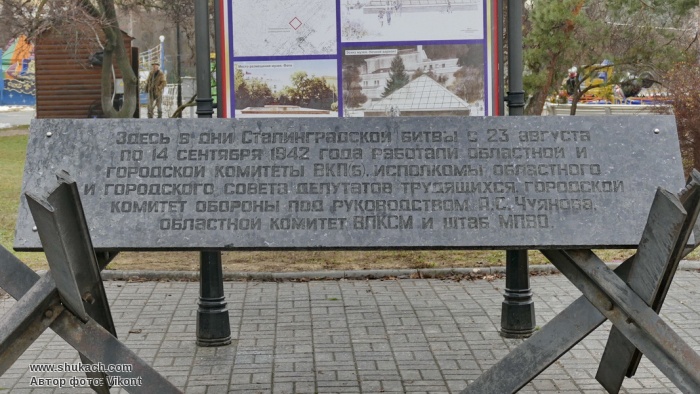 Здесь в дни Сталинградской битвы с 23 августа
по 14 сентября 1942 года работали областной и
городской комитеты ВКП(б), исполкомы областного
и городского совета депутатов трудящихся, городской
комитет обороны под руководством А.С. Чуянова,
областной комитет ВЛКСМ и штаб МПВО
www.shukach.com
Автор фото: Vikont